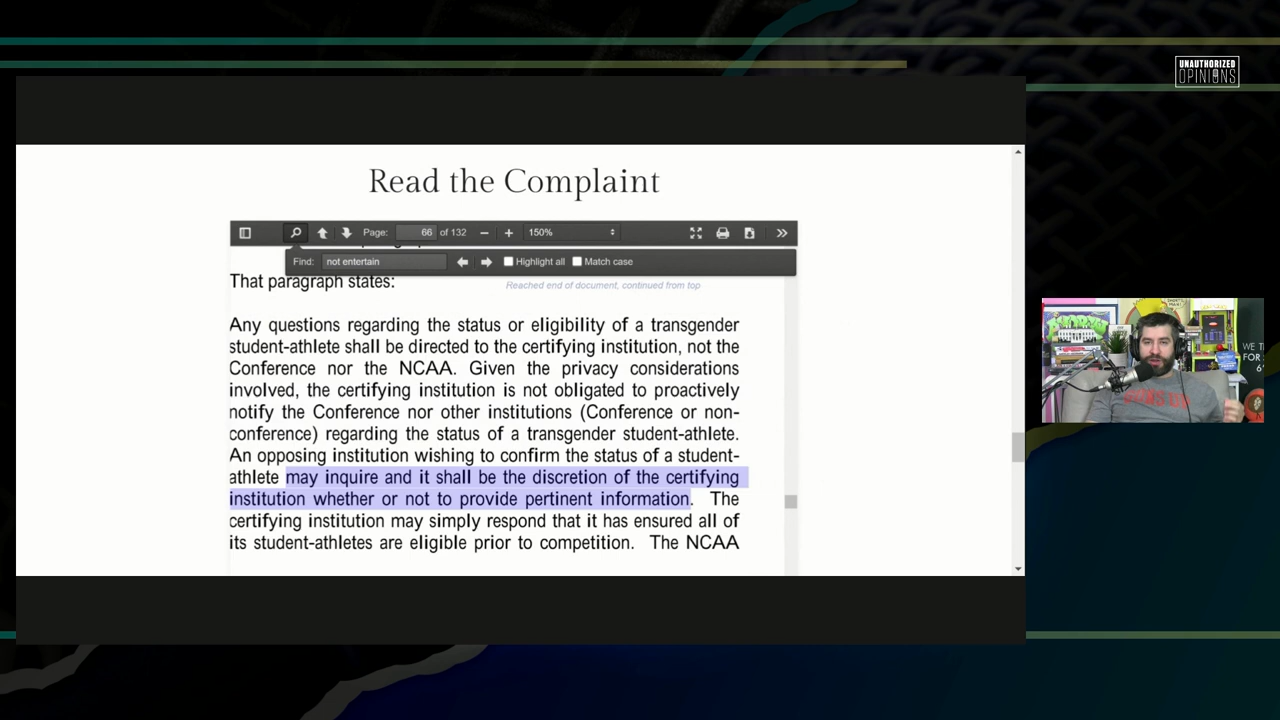 UNAUTHORIZED
OPINIONS
Read the Complaint
Page: 66 of 132 150%
Find: not entertain Highlight all Match case
That paragraph states:
Reached end of document, continued from top
Any questions regarding the status or eligibility of a transgender
student-athlete shall be directed to the certifying institution, not the
Conference nor the NCAA. Given the privacy considerations
involved, the certifying institution is not obligated to proactively
notify the Conference nor other institutions (Conference or non-
conference) regarding the status of a transgender student-athlete.
An opposing institution wishing to confirm the status of a student-
athlete may inquire and it shall be the discretion of the certifying
institution whether or not to provide pertinent information. The
certifying institution may simply respond that it has ensured all of
its student-athletes are eligible prior to competition. The NCAA
WE T
FOR